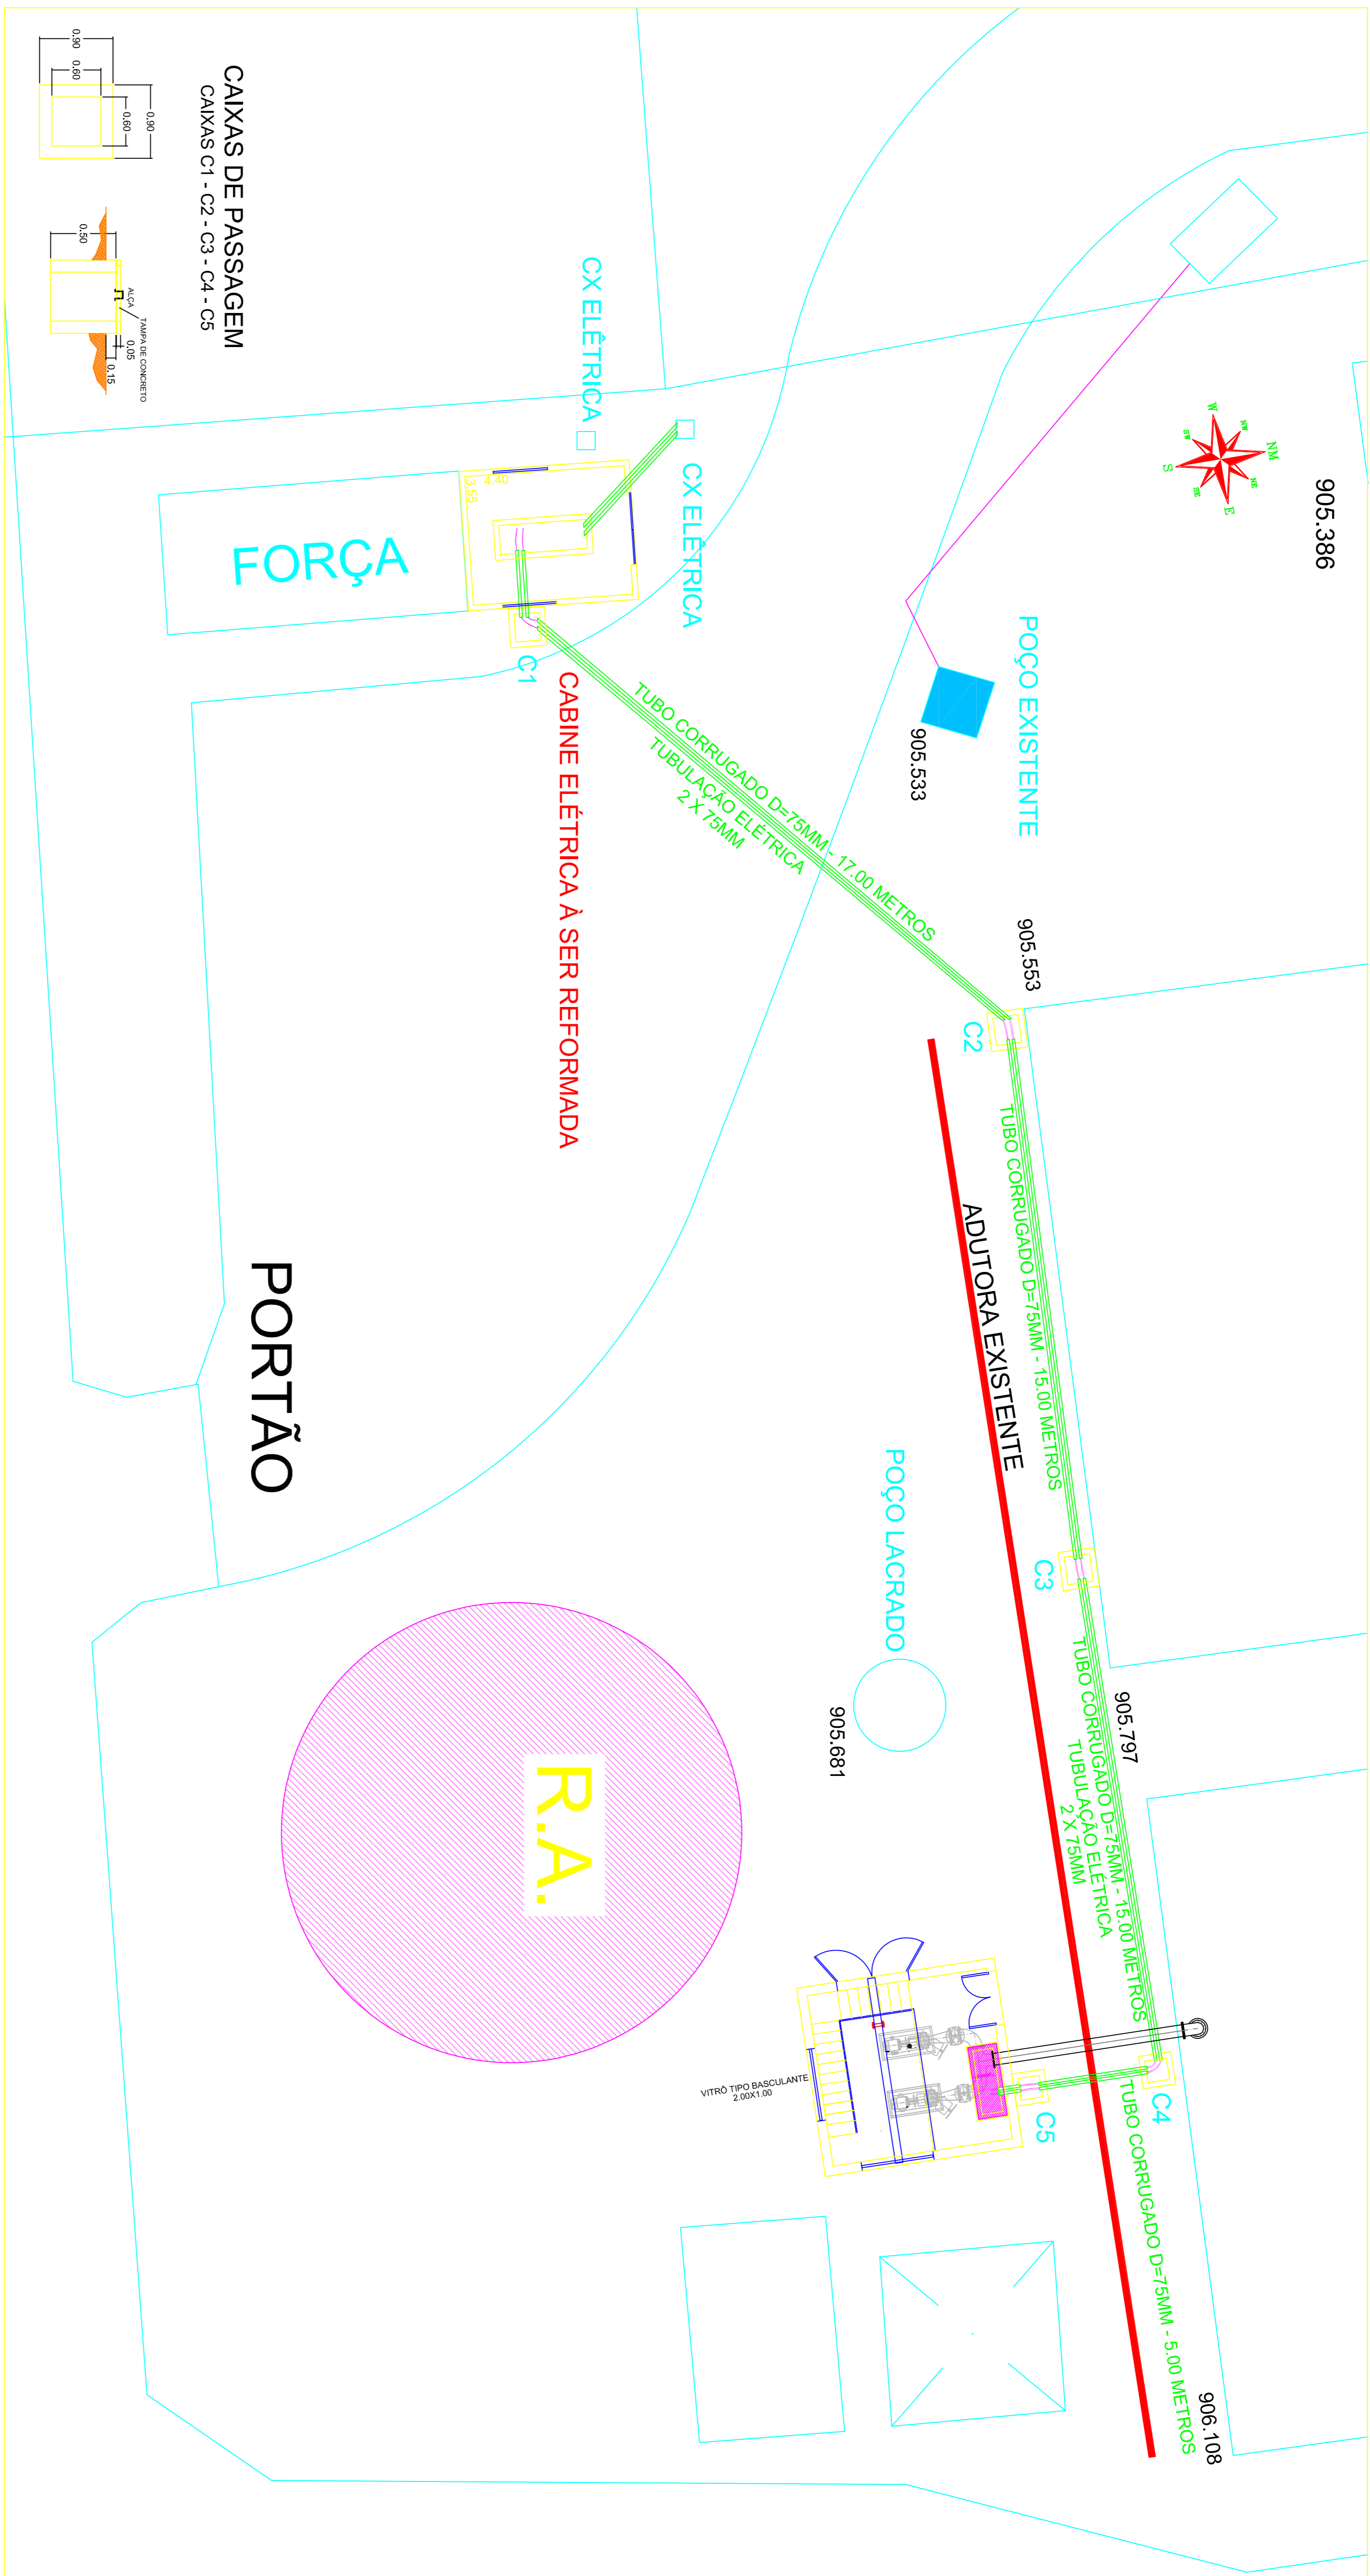 CAIXAS DE PASSAGEM
CAIXAS C1 - C2 - C3 - C4 - C5
0.90
0.60
0.60
0.90
0.50
ALÇA
TAMPA DE CONCRETO
0.05
0.15
905.386
NM
NE
E
SE
S
SW
W
NW
POÇO EXISTENTE
905.533
CX ELÊTRICA
CX ELÊTRICA
4.40
3.55
FORÇA
C1
CABINE ELÉTRICA À SER REFORMADA
TUBO CORRUGADO D=75MM - 17.00 METROS
TUBULAÇÃO ELÉTRICA
2 X 75MM
905.553
C2
TUBO CORRUGADO D=75MM - 15.00 METROS
ADUTORA EXISTENTE
C3
905.797
TUBO CORRUGADO D=75MM - 15.00 METROS
TUBULAÇÃO ELÉTRICA
2 X 75MM
POÇO LACRADO
905.681
PORTÃO
R.A.
VITRÔ TIPO BASCULANTE
2.00X1.00
C4
C5
TUBO CORRUGADO D=75MM - 5.00 METROS
906.108